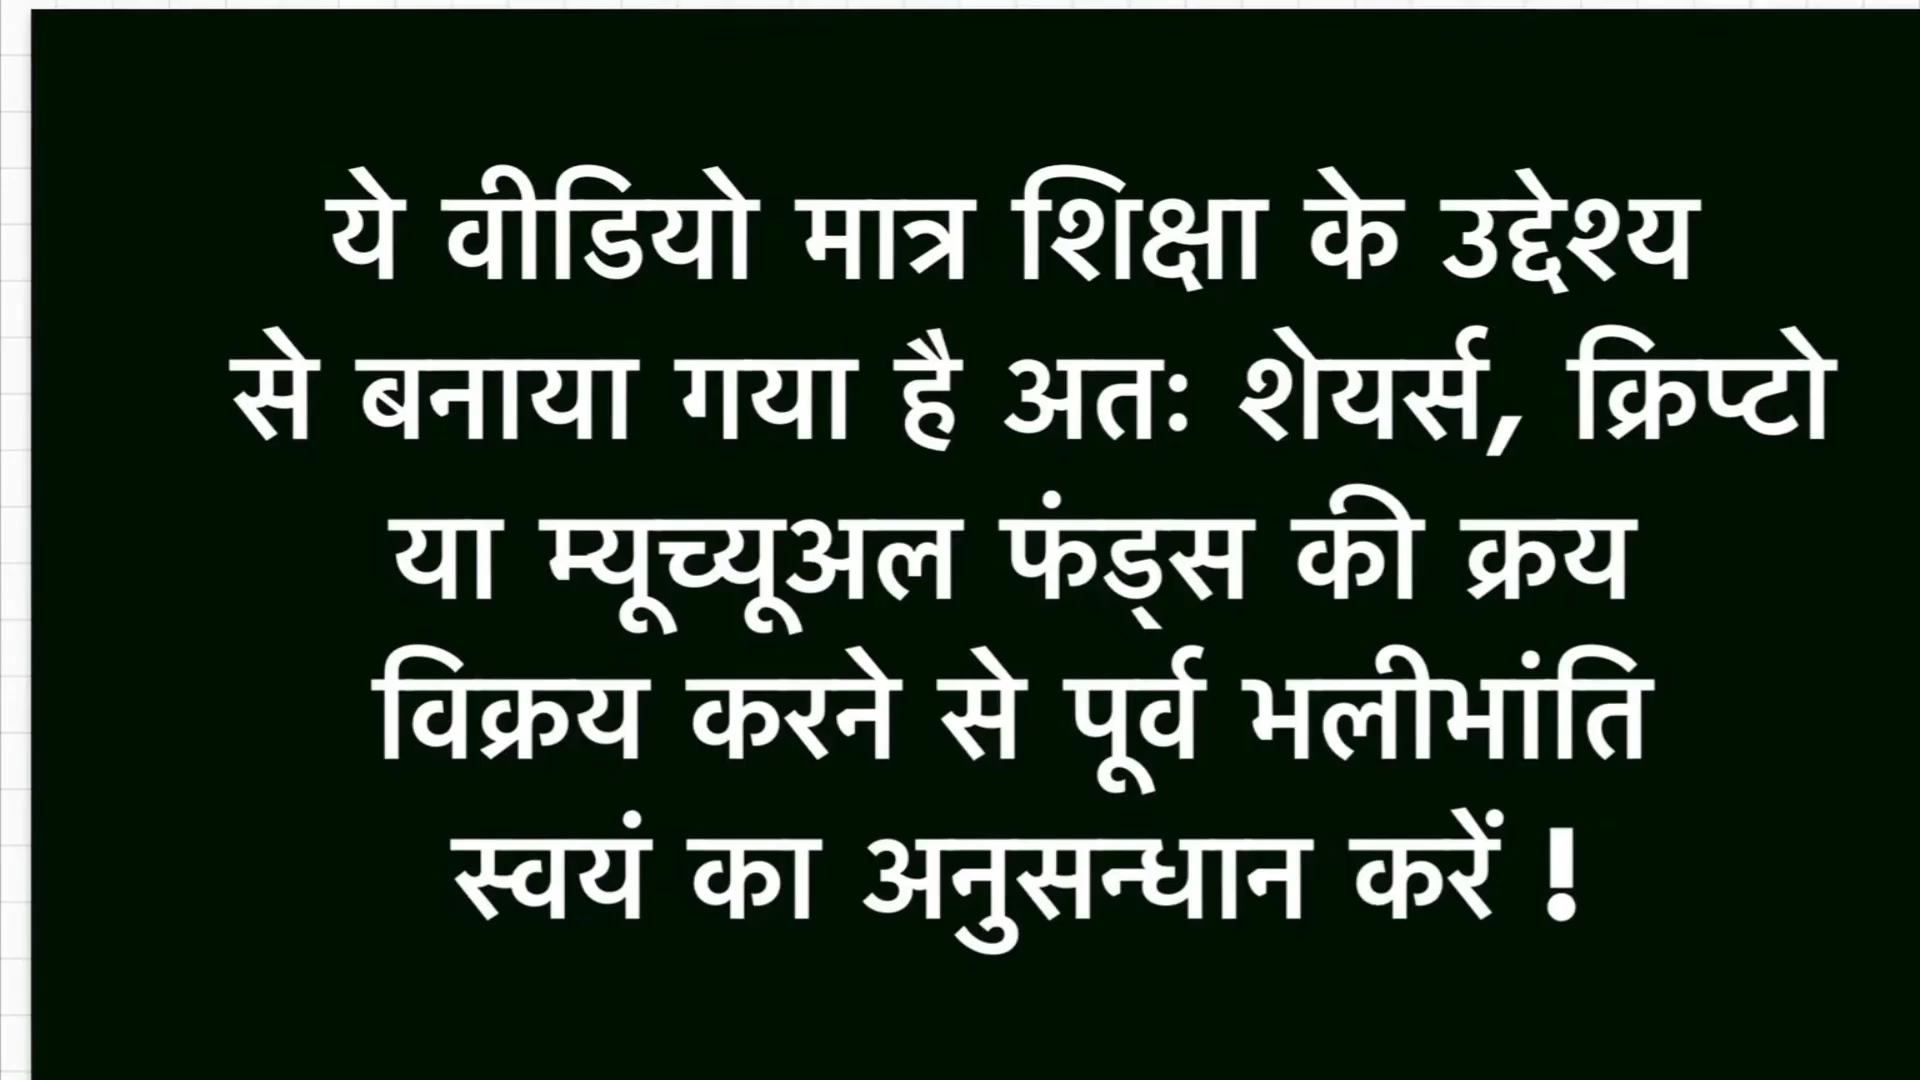 ये वीडियो मात्र शिक्षा के उद्देश्य
से बनाया गया है अतः शेयर्स, क्रिप्टो
या म्यूच्यूअल फंड्स की क्रय
विक्रय करने से पूर्व भलीभांति
स्वयं का अनुसन्धान करें !